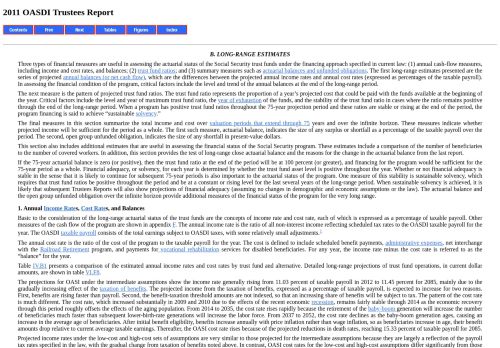 2011 OASDI Trustees Report
Contents Prev Next Tables Figures Index
B. LONG-RANGE ESTIMATES
Three types of financial measures are useful in assessing the actuarial status of the Social Security trust funds under the financing approach specified in current law: (1) annual cash-flow measures,
including income and cost rates, and balances; (2) trust fund ratios; and (3) summary measures such as actuarial balances and unfunded obligations. The first long-range estimates presented are the
series of projected annual balances (or net cash flow), which are the differences between the projected annual income rates and annual cost rates (expressed as percentages of the taxable payroll).
In assessing the financial condition of the program, critical factors include the level and trend of the annual balances at the end of the long-range period.
The next measure is the pattern of projected trust fund ratios. The trust fund ratio represents the proportion of a year's projected cost that could be paid with the funds available at the beginning of
the year. Critical factors include the level and year of maximum trust fund ratio, the year of exhaustion of the funds, and the stability of the trust fund ratio in cases where the ratio remains positive
through the end of the long-range period. When a program has positive trust fund ratios throughout the 75-year projection period and these ratios are stable or rising at the end of the period, the
program financing is said to achieve "sustainable solvency."
The final measures in this section summarize the total income and cost over valuation periods that extend through 75 years and over the infinite horizon. These measures indicate whether
projected income will be sufficient for the period as a whole. The first such measure, actuarial balance, indicates the size of any surplus or shortfall as a percentage of the taxable payroll over the
period. The second, open group unfunded obligation, indicates the size of any shortfall in present-value dollars.
This section also includes additional estimates that are useful in assessing the financial status of the Social Security program. These estimates include a comparison of the number of beneficiaries
to the number of covered workers. In addition, this section provides the test of long-range close actuarial balance and the reasons for the change in the actuarial balance from the last report.
If the 75-year actuarial balance is zero (or positive), then the trust fund ratio at the end of the period will be at 100 percent (or greater), and financing for the program would be sufficient for the
75-year period as a whole. Financial adequacy, or solvency, for each year is determined by whether the trust fund asset level is positive throughout the year. Whether or not financial adequacy is
stable in the sense that it is likely to continue for subsequent 75-year periods is also important to the actuarial status of the program. One measure of this stability is sustainable solvency, which
requires that trust fund ratios be positive throughout the period and be at a constant or rising level for the last several years of the long-range period. When sustainable solvency is achieved, it is
likely that subsequent Trustees Reports will also show projections of financial adequacy (assuming no changes in demographic and economic assumptions or the law). The actuarial balance and
the open group unfunded obligation over the infinite horizon provide additional measures of the financial status of the program for the very long range.
1. Annual Income Rates, Cost Rates, and Balances
Basic to the consideration of the long-range actuarial status of the trust funds are the concepts of income rate and cost rate, each of which is expressed as a percentage of taxable payroll. Other
measures of the cash flow of the program are shown in appendix F. The annual income rate is the ratio of all non-interest income reflecting scheduled tax rates to the OASDI taxable payroll for
the year. The OASDI taxable payroll consists of the total earnings subject to OASDI taxes, with some relatively small adjustments.
The annual cost rate is the ratio of the cost of the program to the taxable payroll for the year. The cost is defined to include scheduled benefit payments, administrative expenses, net interchange
with the Railroad Retirement program, and payments for vocational rehabilitation services for disabled beneficiaries. For any year, the income rate minus the cost rate is referred to as the
"balance" for the year.
Table IV.B1 presents a comparison of the estimated annual income rates and cost rates by trust fund and alternative. Detailed long-range projections of trust fund operations, in current dollar
amounts, are shown in table VI.F8.
The projections for OASI under the intermediate assumptions show the income rate generally rising from 11.03 percent of taxable payroll in 2012 to 11.45 percent for 2085, mainly due to the
gradually increasing effect of the taxation of benefits. The projected income from the taxation of benefits, expressed as a percentage of taxable payroll, is expected to increase for two reasons.
First, benefits are rising faster than payroll. Second, the benefit-taxation threshold amounts are not indexed, so that an increasing share of benefits will be subject to tax. The pattern of the cost rate
is much different. The cost rate, which increased substantially in 2009 and 2010 due to the effects of the recent economic recession, remains fairly stable through 2014 as the economic recovery
through this period roughly offsets the effects of the aging population. From 2014 to 2035, the cost rate rises rapidly because the retirement of the baby-boom generation will increase the number
of beneficiaries much faster than subsequent lower-birth-rate generations will increase the labor force. From 2037 to 2052, the cost rate declines as the baby-boom generation ages, causing an
increase in the average age of beneficiaries. After initial benefit eligibility, benefits increase annually with price inflation rather than wage inflation, so as beneficiaries increase in age, their benefit
amounts drop relative to current average taxable earnings. Thereafter, the OASI cost rate rises because of the projected reductions in death rates, reaching 15.33 percent of taxable payroll for 2085.
Projected income rates under the low-cost and high-cost sets of assumptions are very similar to those projected for the intermediate assumptions because they are largely a reflection of the payroll
tax rates specified in the law, with the gradual change from taxation of benefits noted above. In contrast, OASI cost rates for the low-cost and high-cost assumptions differ significantly from those